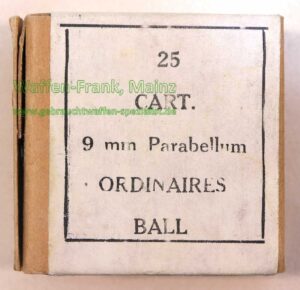 25
Waffen-Frank, Mainz
CART.
www.gebrauchtwaffen-spezialist.de
9 mm Parabellum
ORDINAIRES
BALL